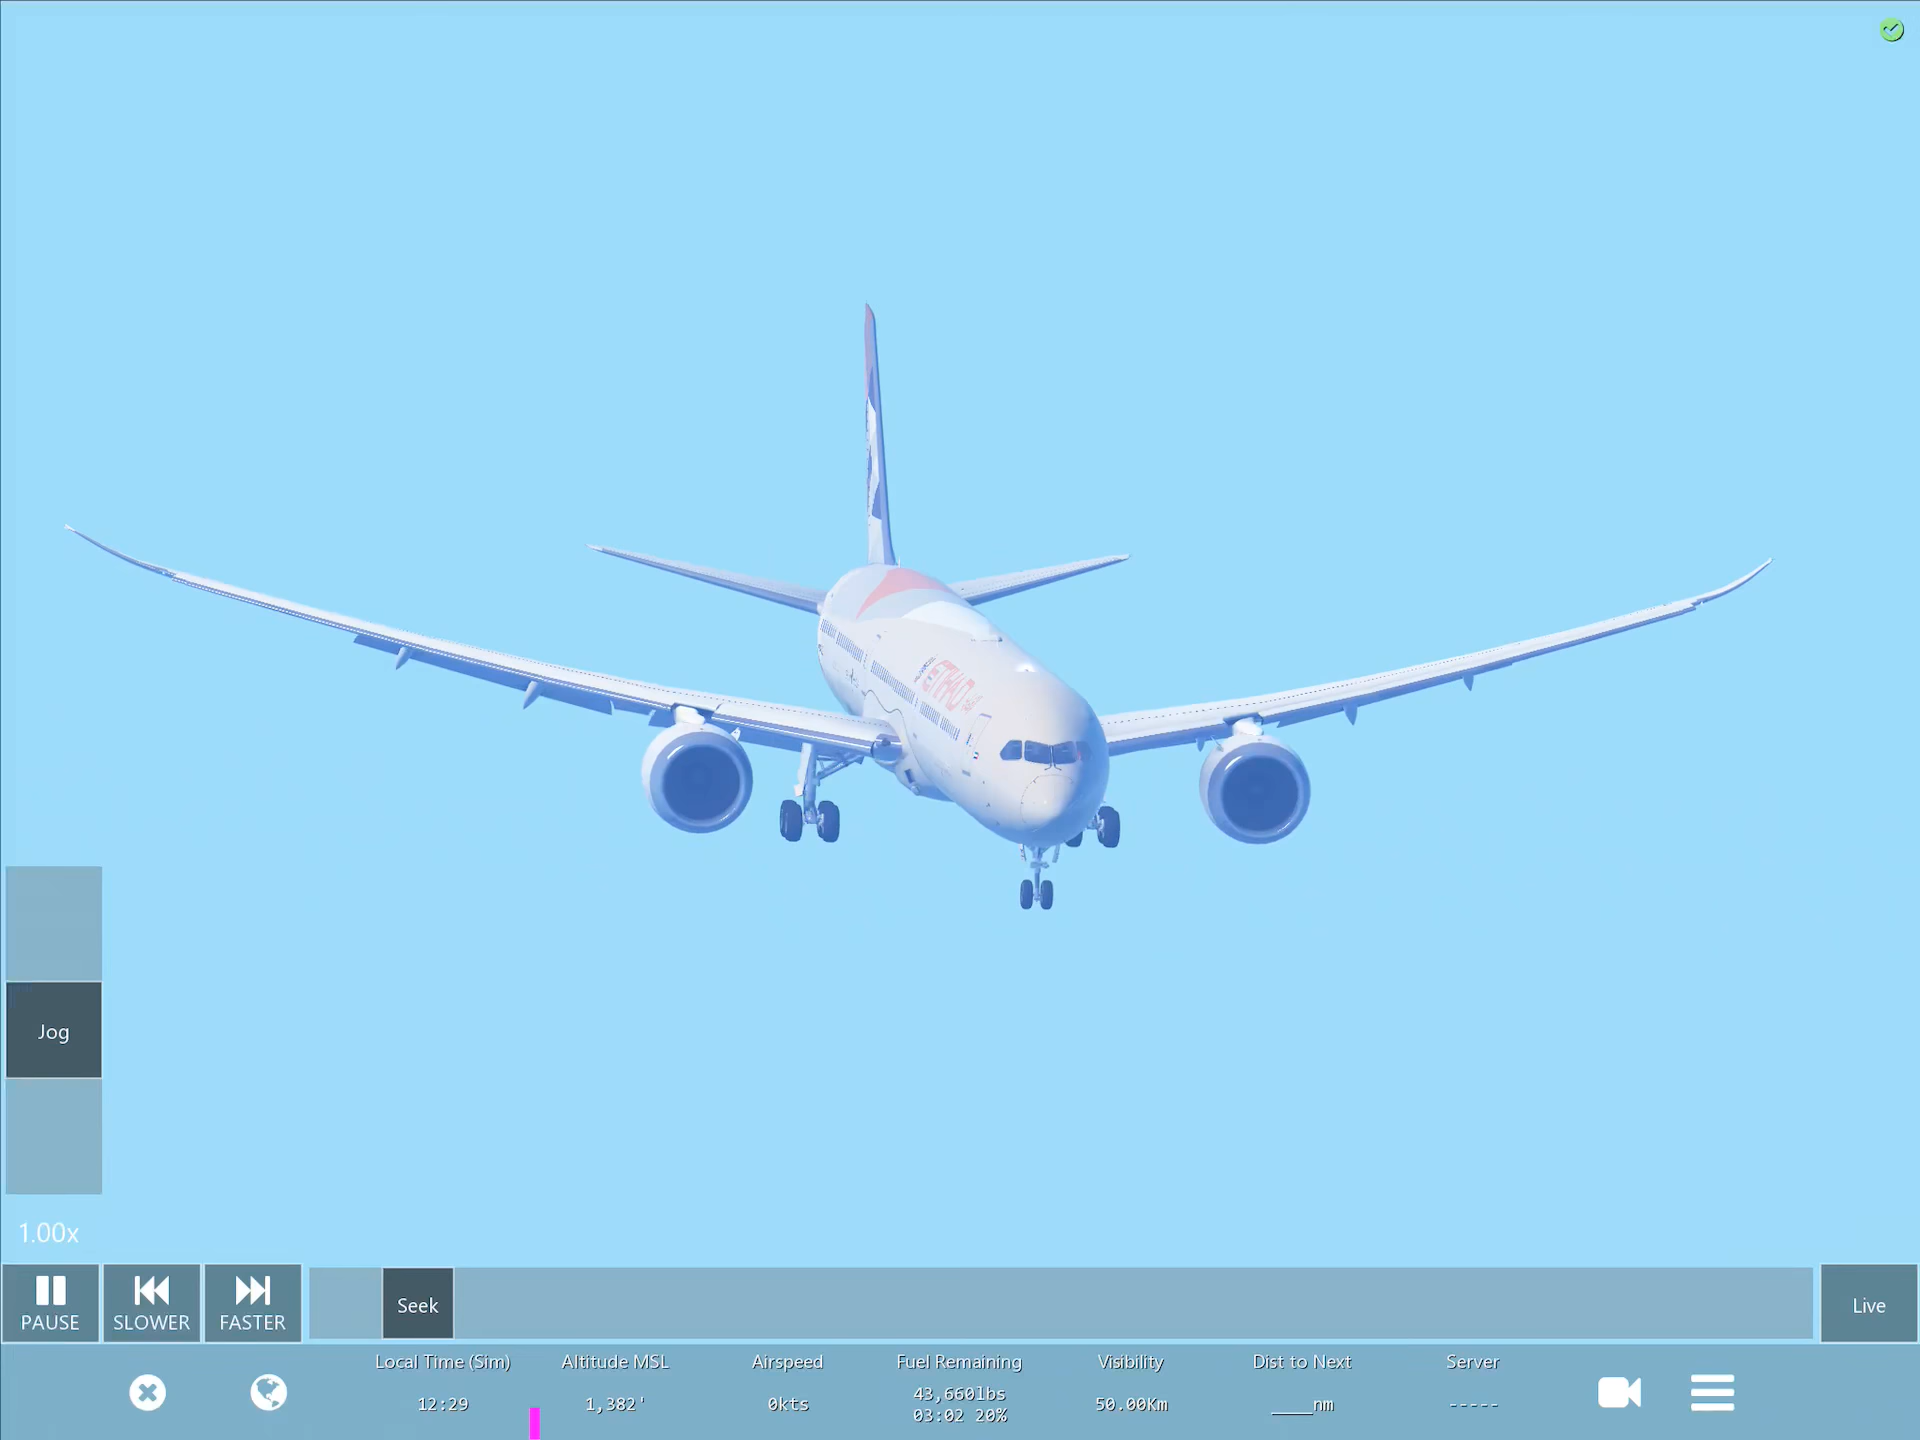 ETIHAD
Jog
1.00x
PAUSE
SLOWER
FASTER
Seek
Live
Local Time (Sim)
12:29
Altitude MSL
1,382'
Airspeed
0kts
Fuel Remaining
43,660lbs
03:02 20%
Visibility
50.00Km
Dist to Next
____nm
Server
-----